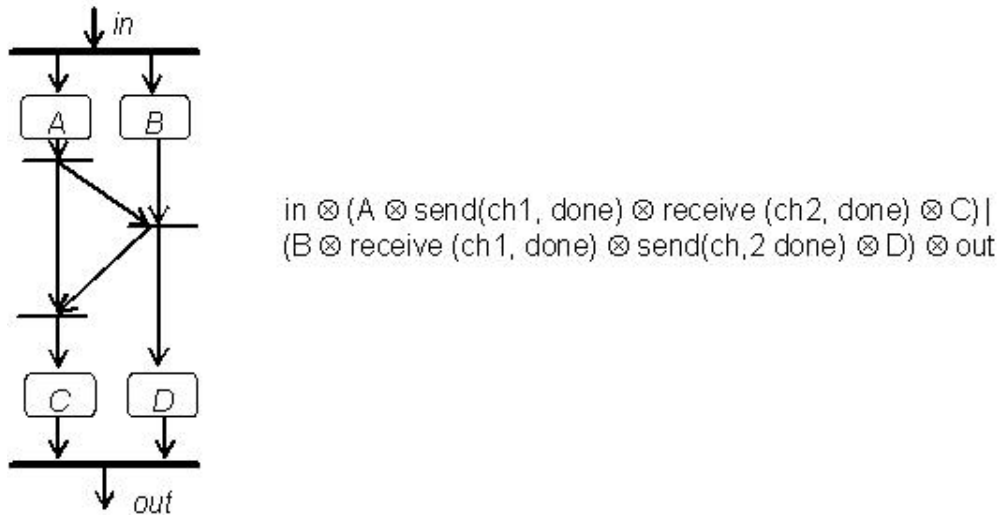 in
A B
in ⊗ (A ⊗ send(ch1, done) ⊗ receive (ch2, done) ⊗ C) |
(B ⊗ receive (ch1, done) ⊗ send(ch,2 done) ⊗ D) ⊗ out
C D
out